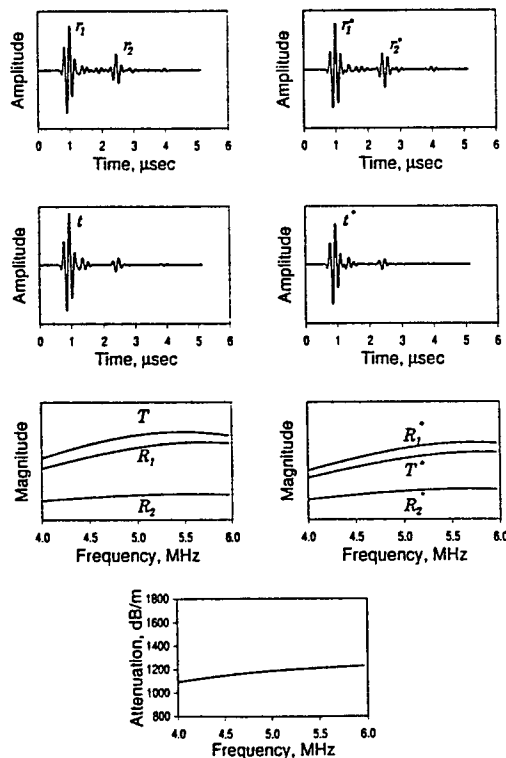 r₁ r₂
Amplitude
0 1 2 3 4 5 6
Time, μsec
r₁* r₂*
Amplitude
0 1 2 3 4 5 6
Time, μsec
t
Amplitude
0 1 2 3 4 5 6
Time, μsec
t*
Amplitude
0 1 2 3 4 5 6
Time, μsec
T
R₁
R₂
Magnitude
4.0 4.5 5.0 5.5 6.0
Frequency, MHz
R₁*
T*
R₂*
Magnitude
4.0 4.5 5.0 5.5 6.0
Frequency, MHz
Attenuation, dB/m
1800
1600
1400
1200
1000
800
4.0 4.5 5.0 5.5 6.0
Frequency, MHz